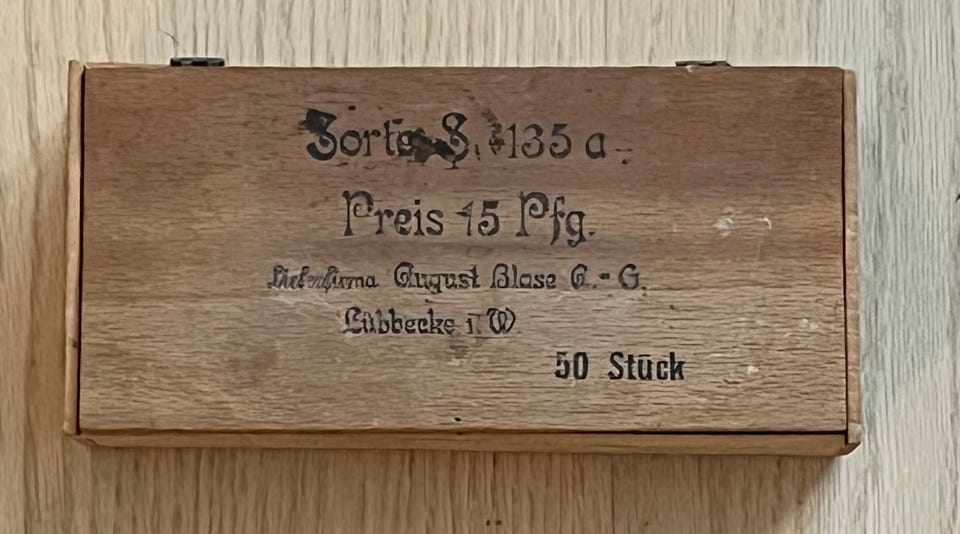 Sorte S. 135 a.
Preis 15 Pfg.
Lieferfirma August Blase A.-G.
Lübbecke i. W
50 Stück